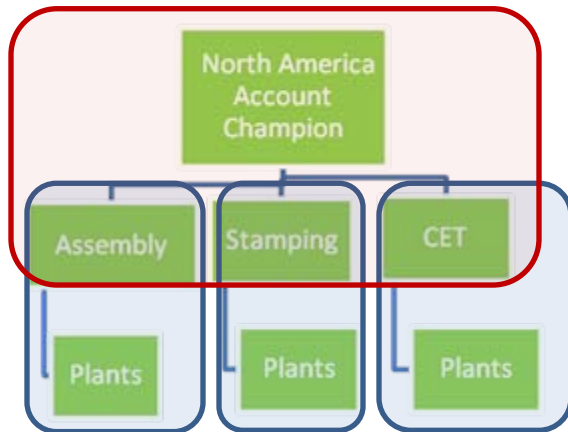 North America
Account
Champion
Assembly
Stamping
CET
Plants
Plants
Plants